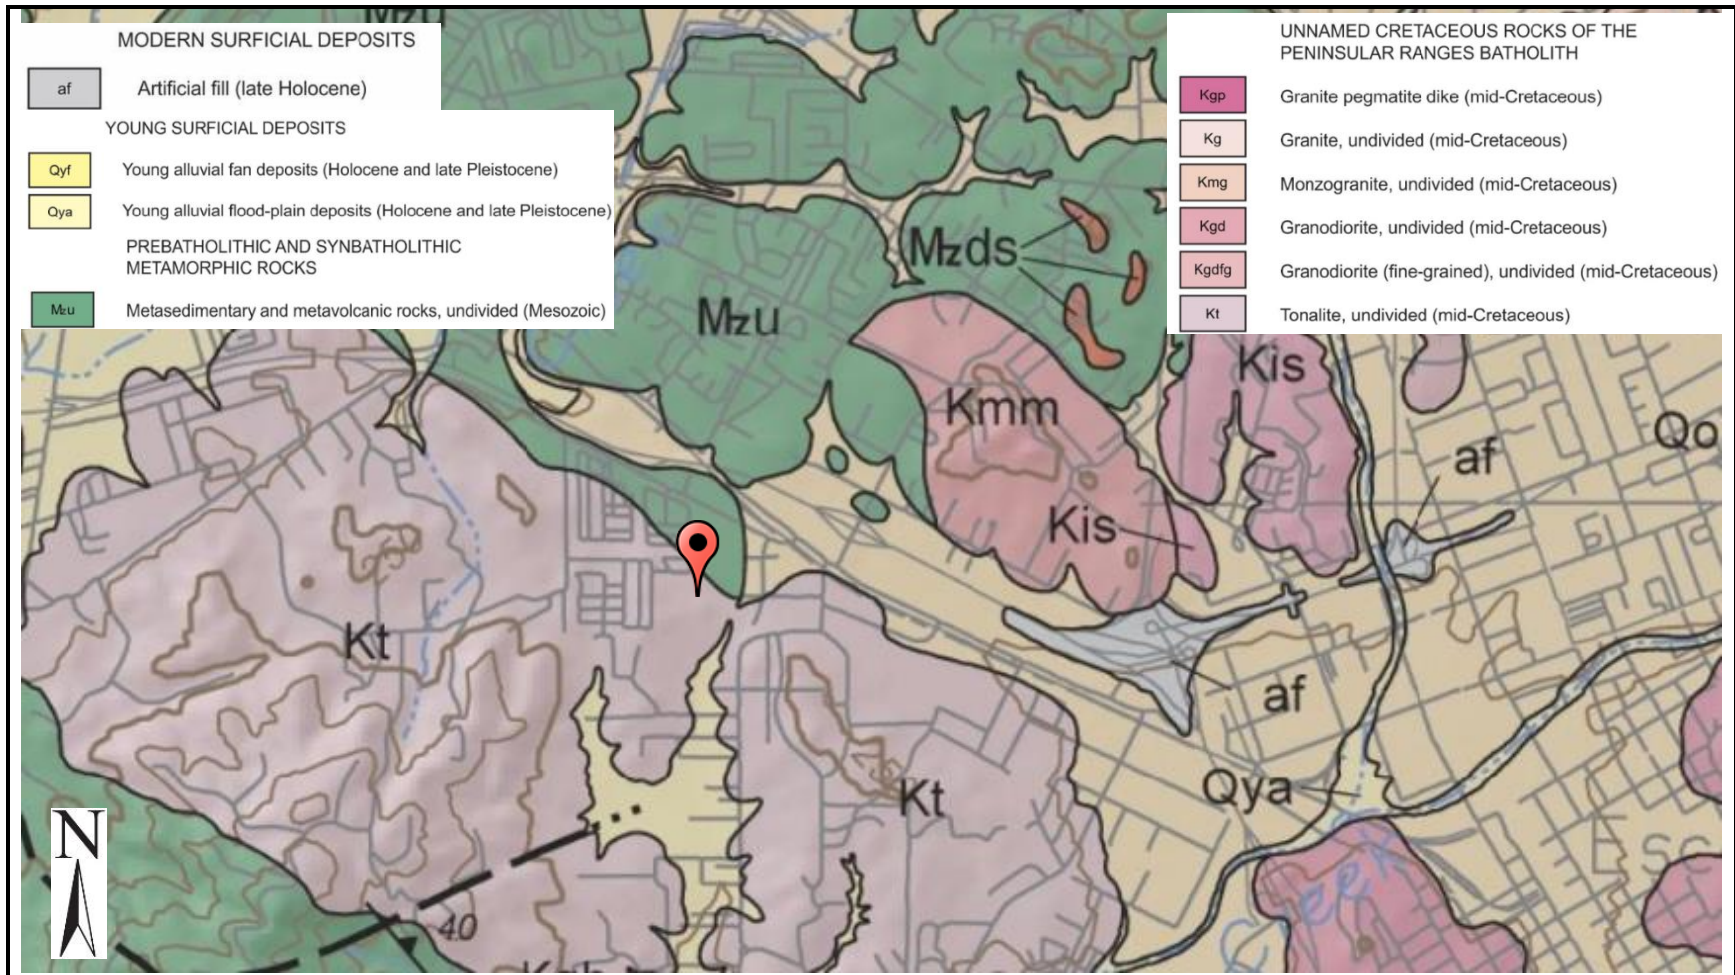 MODERN SURFICIAL DEPOSITS
af Artificial fill (late Holocene)
YOUNG SURFICIAL DEPOSITS
Qyf Young alluvial fan deposits (Holocene and late Pleistocene)
Qya Young alluvial flood-plain deposits (Holocene and late Pleistocene)
PREBATHOLITHIC AND SYNBATHOLITHIC
METAMORPHIC ROCKS
Mzu Metasedimentary and metavolcanic rocks, undivided (Mesozoic)
UNNAMED CRETACEOUS ROCKS OF THE
PENINSULAR RANGES BATHOLITH
Kgp Granite pegmatite dike (mid-Cretaceous)
Kg Granite, undivided (mid-Cretaceous)
Kmg Monzogranite, undivided (mid-Cretaceous)
Kgd Granodiorite, undivided (mid-Cretaceous)
Kgdfg Granodiorite (fine-grained), undivided (mid-Cretaceous)
Kt Tonalite, undivided (mid-Cretaceous)
Mzds
Mzu
Kis
Kmm
Qo
af
Kis
Kt
af
Qya
Kt
N
40
Creek